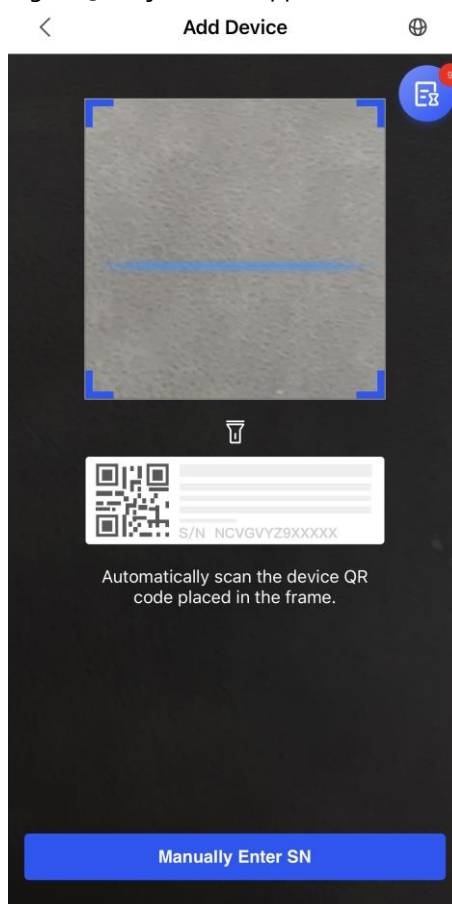 Add Device
S/N NCVGVYZ9XXXXX
Automatically scan the device QR
code placed in the frame.
Manually Enter SN